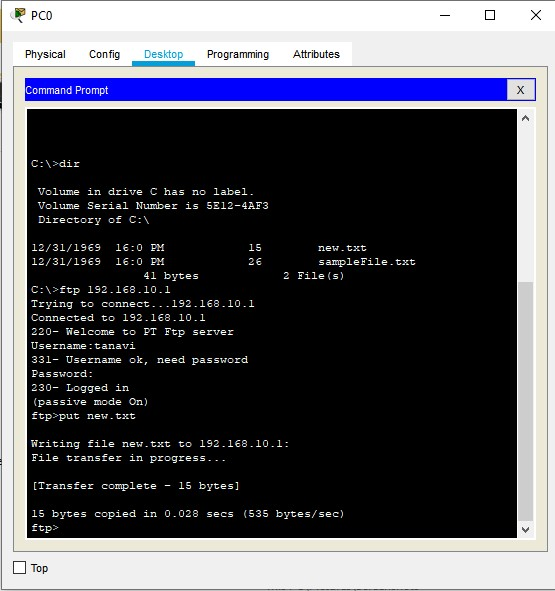 PC0
Physical Config Desktop Programming Attributes
Command Prompt X
C:\>dir
Volume in drive C has no label.
Volume Serial Number is 5E12-4AF3
Directory of C:\
12/31/1969 16:0 PM 15 new.txt
12/31/1969 16:0 PM 26 sampleFile.txt
41 bytes 2 File(s)
C:\>ftp 192.168.10.1
Trying to connect...192.168.10.1
Connected to 192.168.10.1
220- Welcome to PT Ftp server
Username:tanavi
331- Username ok, need password
Password:
230- Logged in
(passive mode On)
ftp>put new.txt
Writing file new.txt to 192.168.10.1:
File transfer in progress...
[Transfer complete - 15 bytes]
15 bytes copied in 0.028 secs (535 bytes/sec)
ftp>
Top